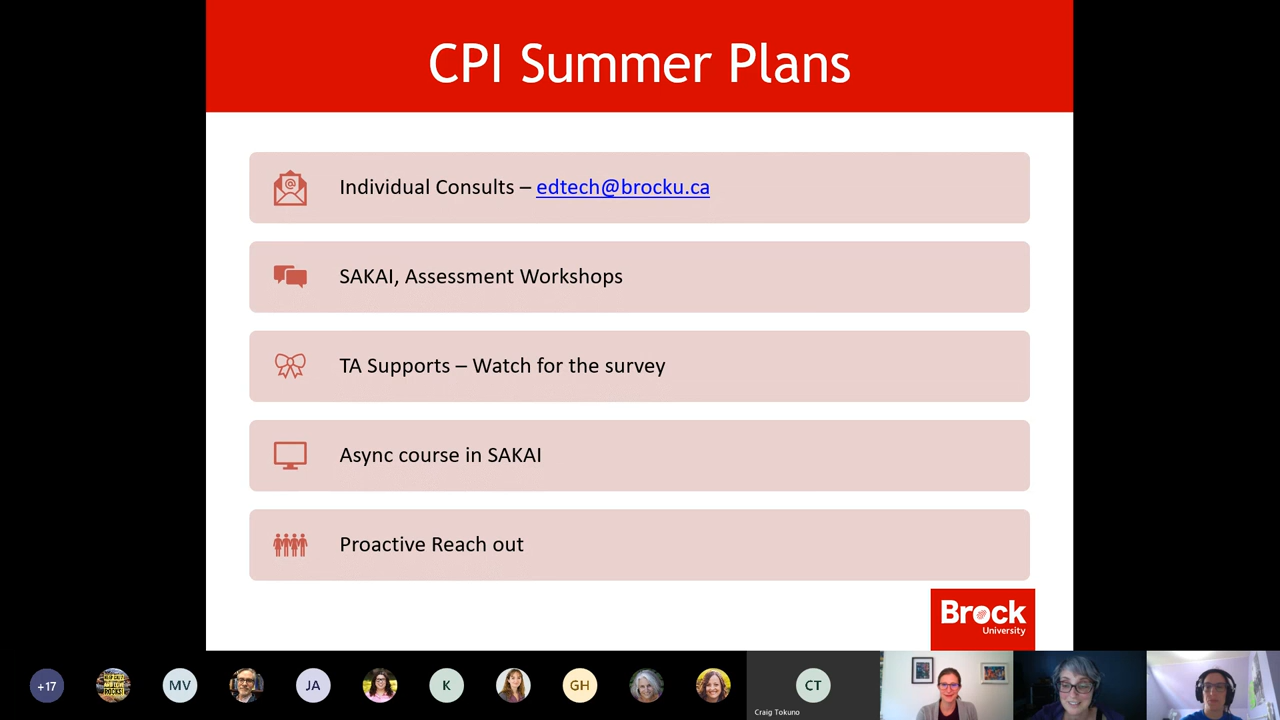 CPI Summer Plans
Individual Consults – edtech@brocku.ca
SAKAI, Assessment Workshops
TA Supports – Watch for the survey
Async course in SAKAI
Proactive Reach out
Brock
University
+17
MV
JA
K
GH
CT
Craig Tokuno